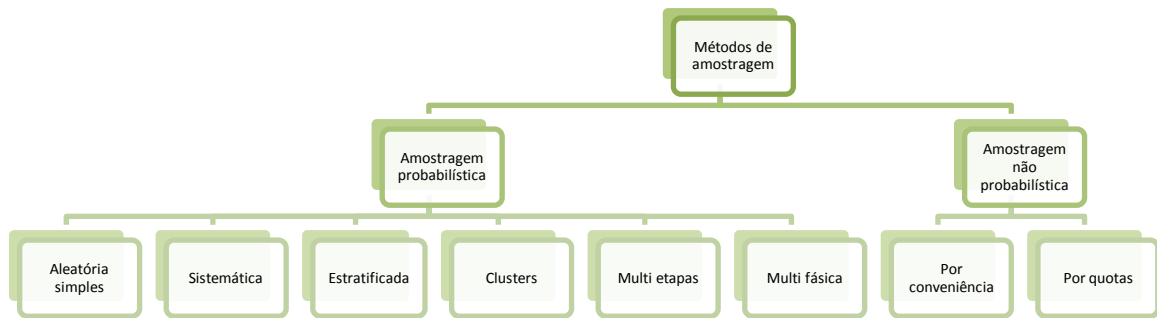 Métodos de
amostragem
Amostragem
probabilística
Amostragem
não
probabilística
Aleatória
simples
Sistemática
Estratificada
Clusters
Multi etapas
Multi fásica
Por
conveniência
Por quotas